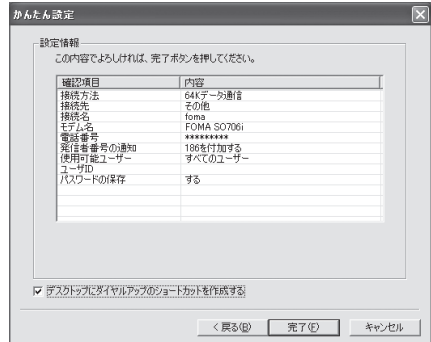 かんたん設定
設定情報
この内容でよろしければ、完了ボタンを押してください。
確認項目 内容
接続方法 64Kデータ通信
接続先 その他
接続名 foma
モデム名 FOMA SO706i
電話番号 *********
発信者番号の通知 186を付加する
使用可能ユーザー すべてのユーザー
ユーザID
パスワードの保存 する
デスクトップにダイヤルアップのショートカットを作成する
< 戻る(B) 完了(F) キャンセル